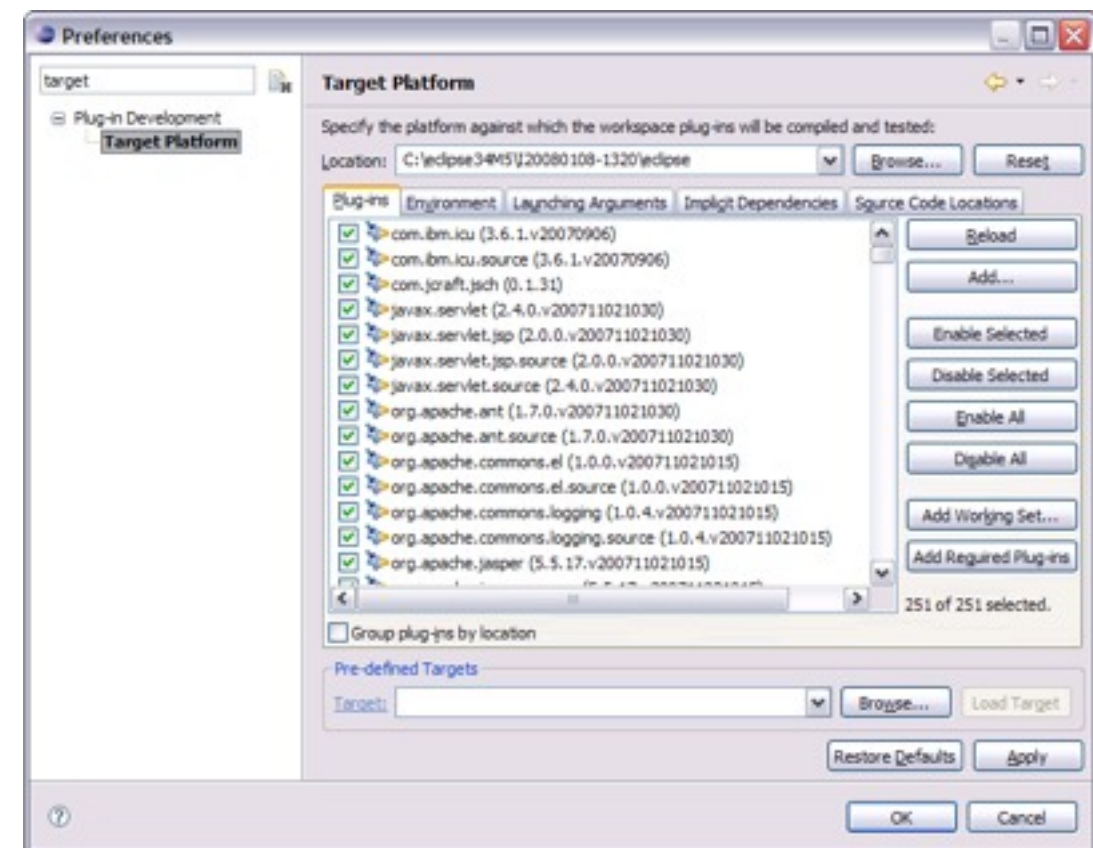 Preferences
target
Plug-in Development
Target Platform
Target Platform
Specify the platform against which the workspace plug-ins will be compiled and tested:
Location: C:\eclipse34M5\I20080108-1320\eclipse Browse... Reset
Plug-ins Environment Launching Arguments Implicit Dependencies Source Code Locations
com.ibm.icu (3.6.1.v20070906)
com.ibm.icu.source (3.6.1.v20070906)
com.jcraft.jsch (0.1.31)
javax.servlet (2.4.0.v200711021030)
javax.servlet.jsp (2.0.0.v200711021030)
javax.servlet.jsp.source (2.0.0.v200711021030)
javax.servlet.source (2.4.0.v200711021030)
org.apache.ant (1.7.0.v200711021030)
org.apache.ant.source (1.7.0.v200711021030)
org.apache.commons.el (1.0.0.v200711021015)
org.apache.commons.el.source (1.0.0.v200711021015)
org.apache.commons.logging (1.0.4.v200711021015)
org.apache.commons.logging.source (1.0.4.v200711021015)
org.apache.jasper (5.5.17.v200711021015)
Reload
Add...
Enable Selected
Disable Selected
Enable All
Disable All
Add Working Set...
Add Required Plug-ins
251 of 251 selected.
Group plug-ins by location
Pre-defined Targets
Target: Browse... Load Target
Restore Defaults Apply
OK Cancel